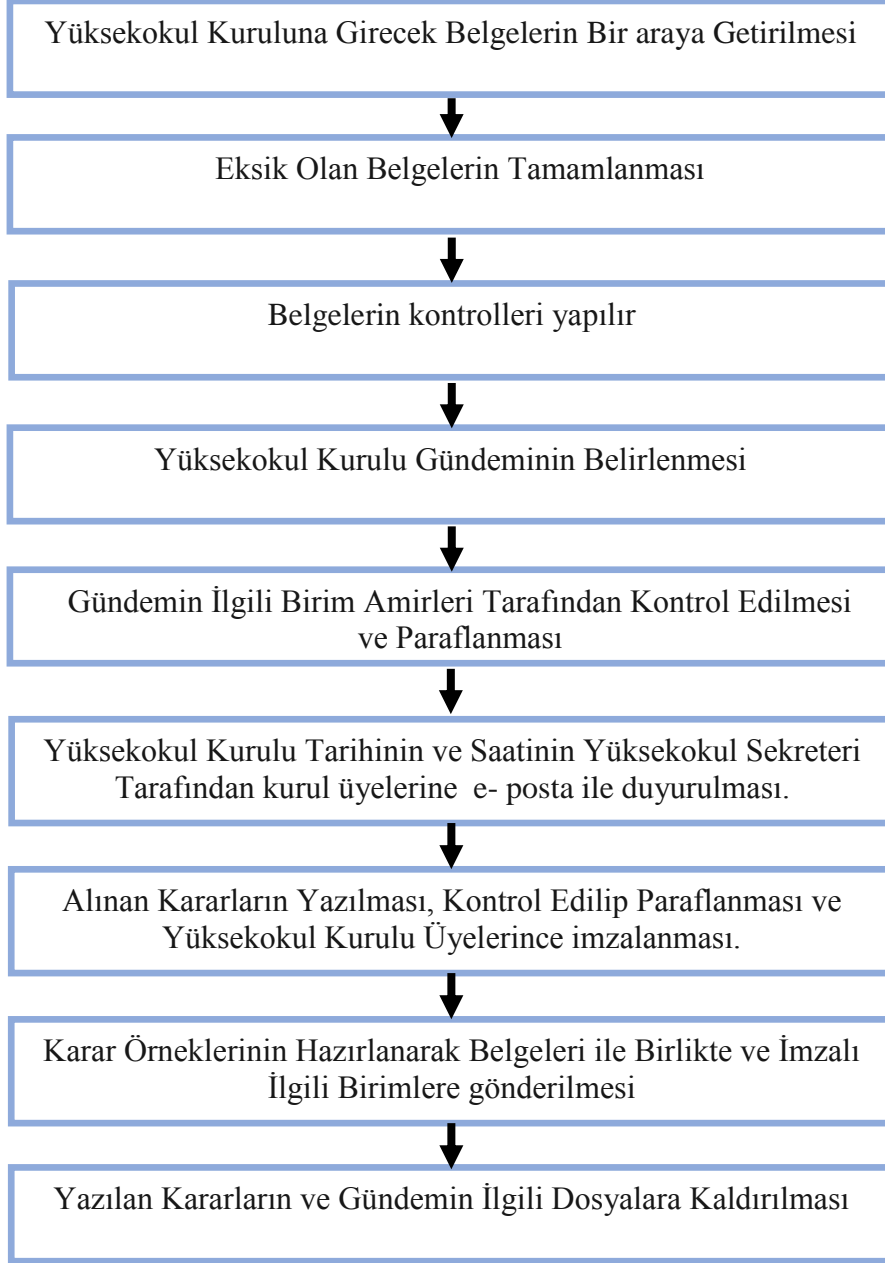 Yüksekokul Kuruluna Girecek Belgelerin Bir araya Getirilmesi
Eksik Olan Belgelerin Tamamlanması
Belgelerin kontrolleri yapılır
Yüksekokul Kurulu Gündeminin Belirlenmesi
Gündemin İlgili Birim Amirleri Tarafından Kontrol Edilmesi
ve Paraflanması
Yüksekokul Kurulu Tarihinin ve Saatinin Yüksekokul Sekreteri
Tarafından kurul üyelerine e- posta ile duyurulması.
Alınan Kararların Yazılması, Kontrol Edilip Paraflanması ve
Yüksekokul Kurulu Üyelerince imzalanması.
Karar Örneklerinin Hazırlanarak Belgeleri ile Birlikte ve İmzalı
İlgili Birimlere gönderilmesi
Yazılan Kararların ve Gündemin İlgili Dosyalara Kaldırılması